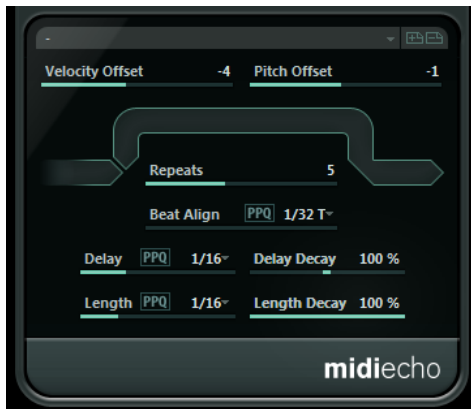 -
Velocity Offset -4 Pitch Offset -1
Repeats 5
Beat Align PPQ 1/32 T
Delay PPQ 1/16 Delay Decay 100 %
Length PPQ 1/16 Length Decay 100 %
midiecho